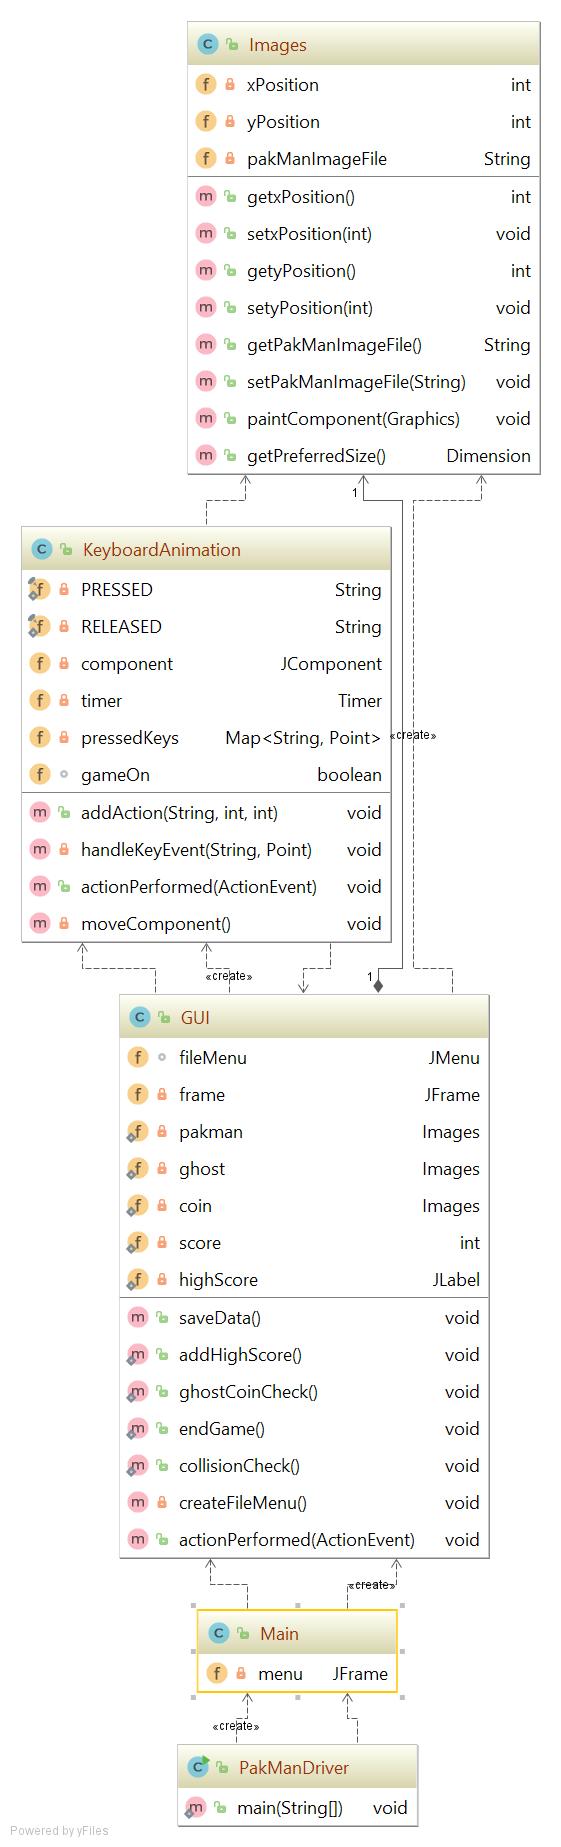 Images
xPosition int
yPosition int
pakManImageFile String
getxPosition() int
setxPosition(int) void
getyPosition() int
setyPosition(int) void
getPakManImageFile() String
setPakManImageFile(String) void
paintComponent(Graphics) void
getPreferredSize() Dimension
1
KeyboardAnimation
PRESSED String
RELEASED String
component JComponent
timer Timer
pressedKeys Map<String, Point>
«create»
gameOn boolean
addAction(String, int, int) void
handleKeyEvent(String, Point) void
actionPerformed(ActionEvent) void
moveComponent() void
«create»
1
GUI
fileMenu JMenu
frame JFrame
pakman Images
ghost Images
coin Images
score int
highScore JLabel
saveData() void
addHighScore() void
ghostCoinCheck() void
endGame() void
collisionCheck() void
createFileMenu() void
actionPerformed(ActionEvent) void
«create»
Main
menu JFrame
«create»
PakManDriver
main(String[]) void
Powered by yFiles